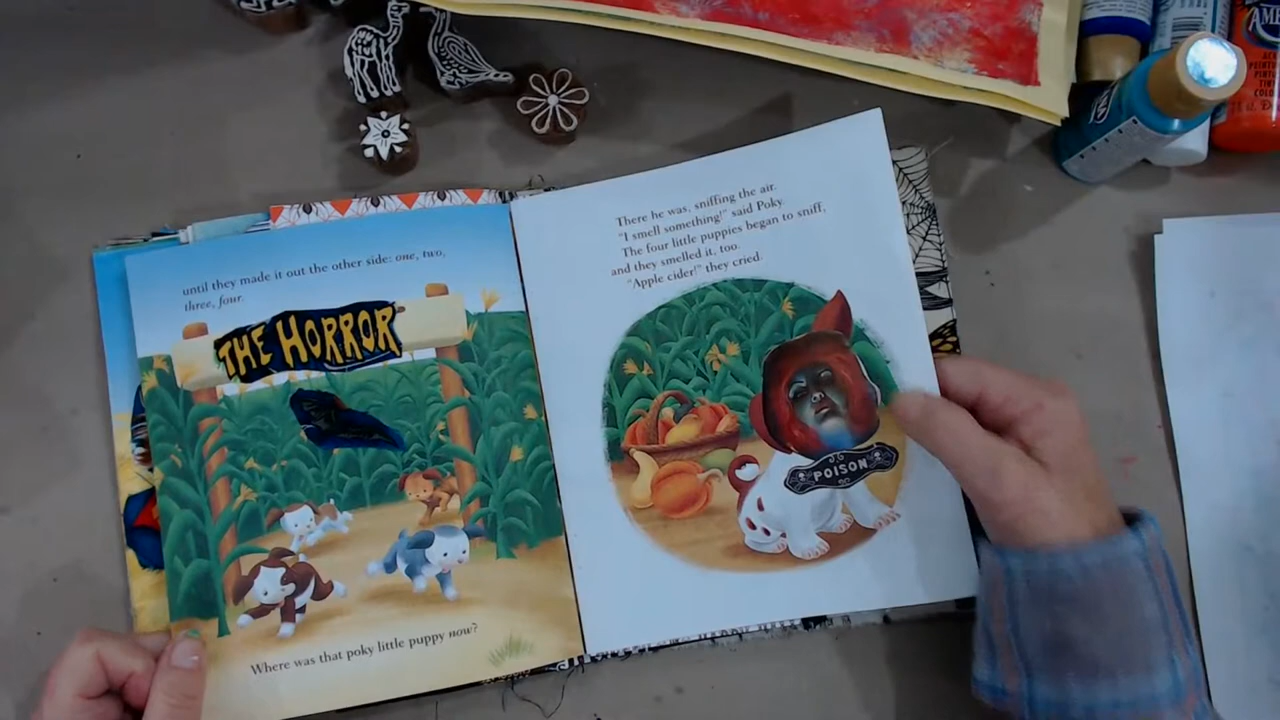 until they made it out the other side: one, two,
three, four.
THE HORROR
Where was that poky little puppy now?
There he was, sniffing the air.
"I smell something!" said Poky.
The four little puppies began to sniff,
and they smelled it, too.
"Apple cider!" they cried.
POISON